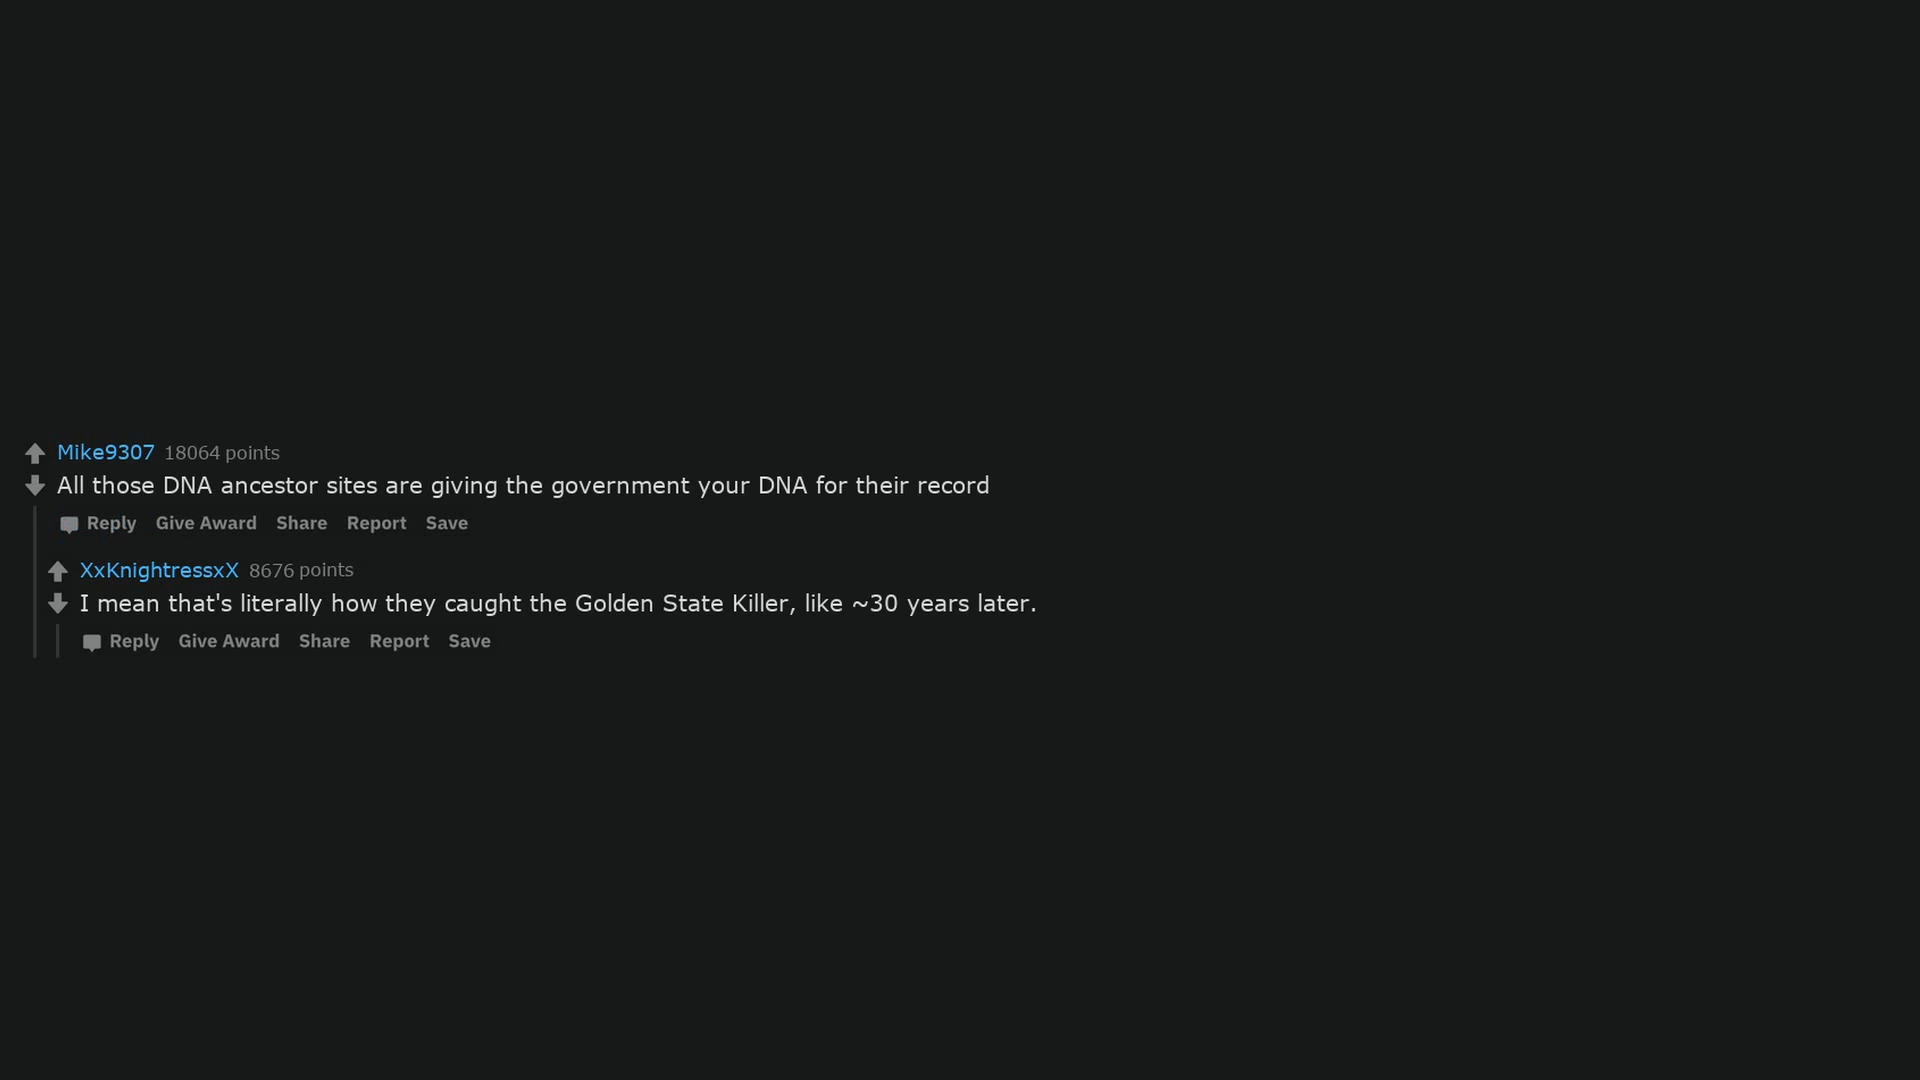 Mike9307 18064 points
All those DNA ancestor sites are giving the government your DNA for their record
Reply Give Award Share Report Save
XxKnightressxX 8676 points
I mean that's literally how they caught the Golden State Killer, like ~30 years later.
Reply Give Award Share Report Save